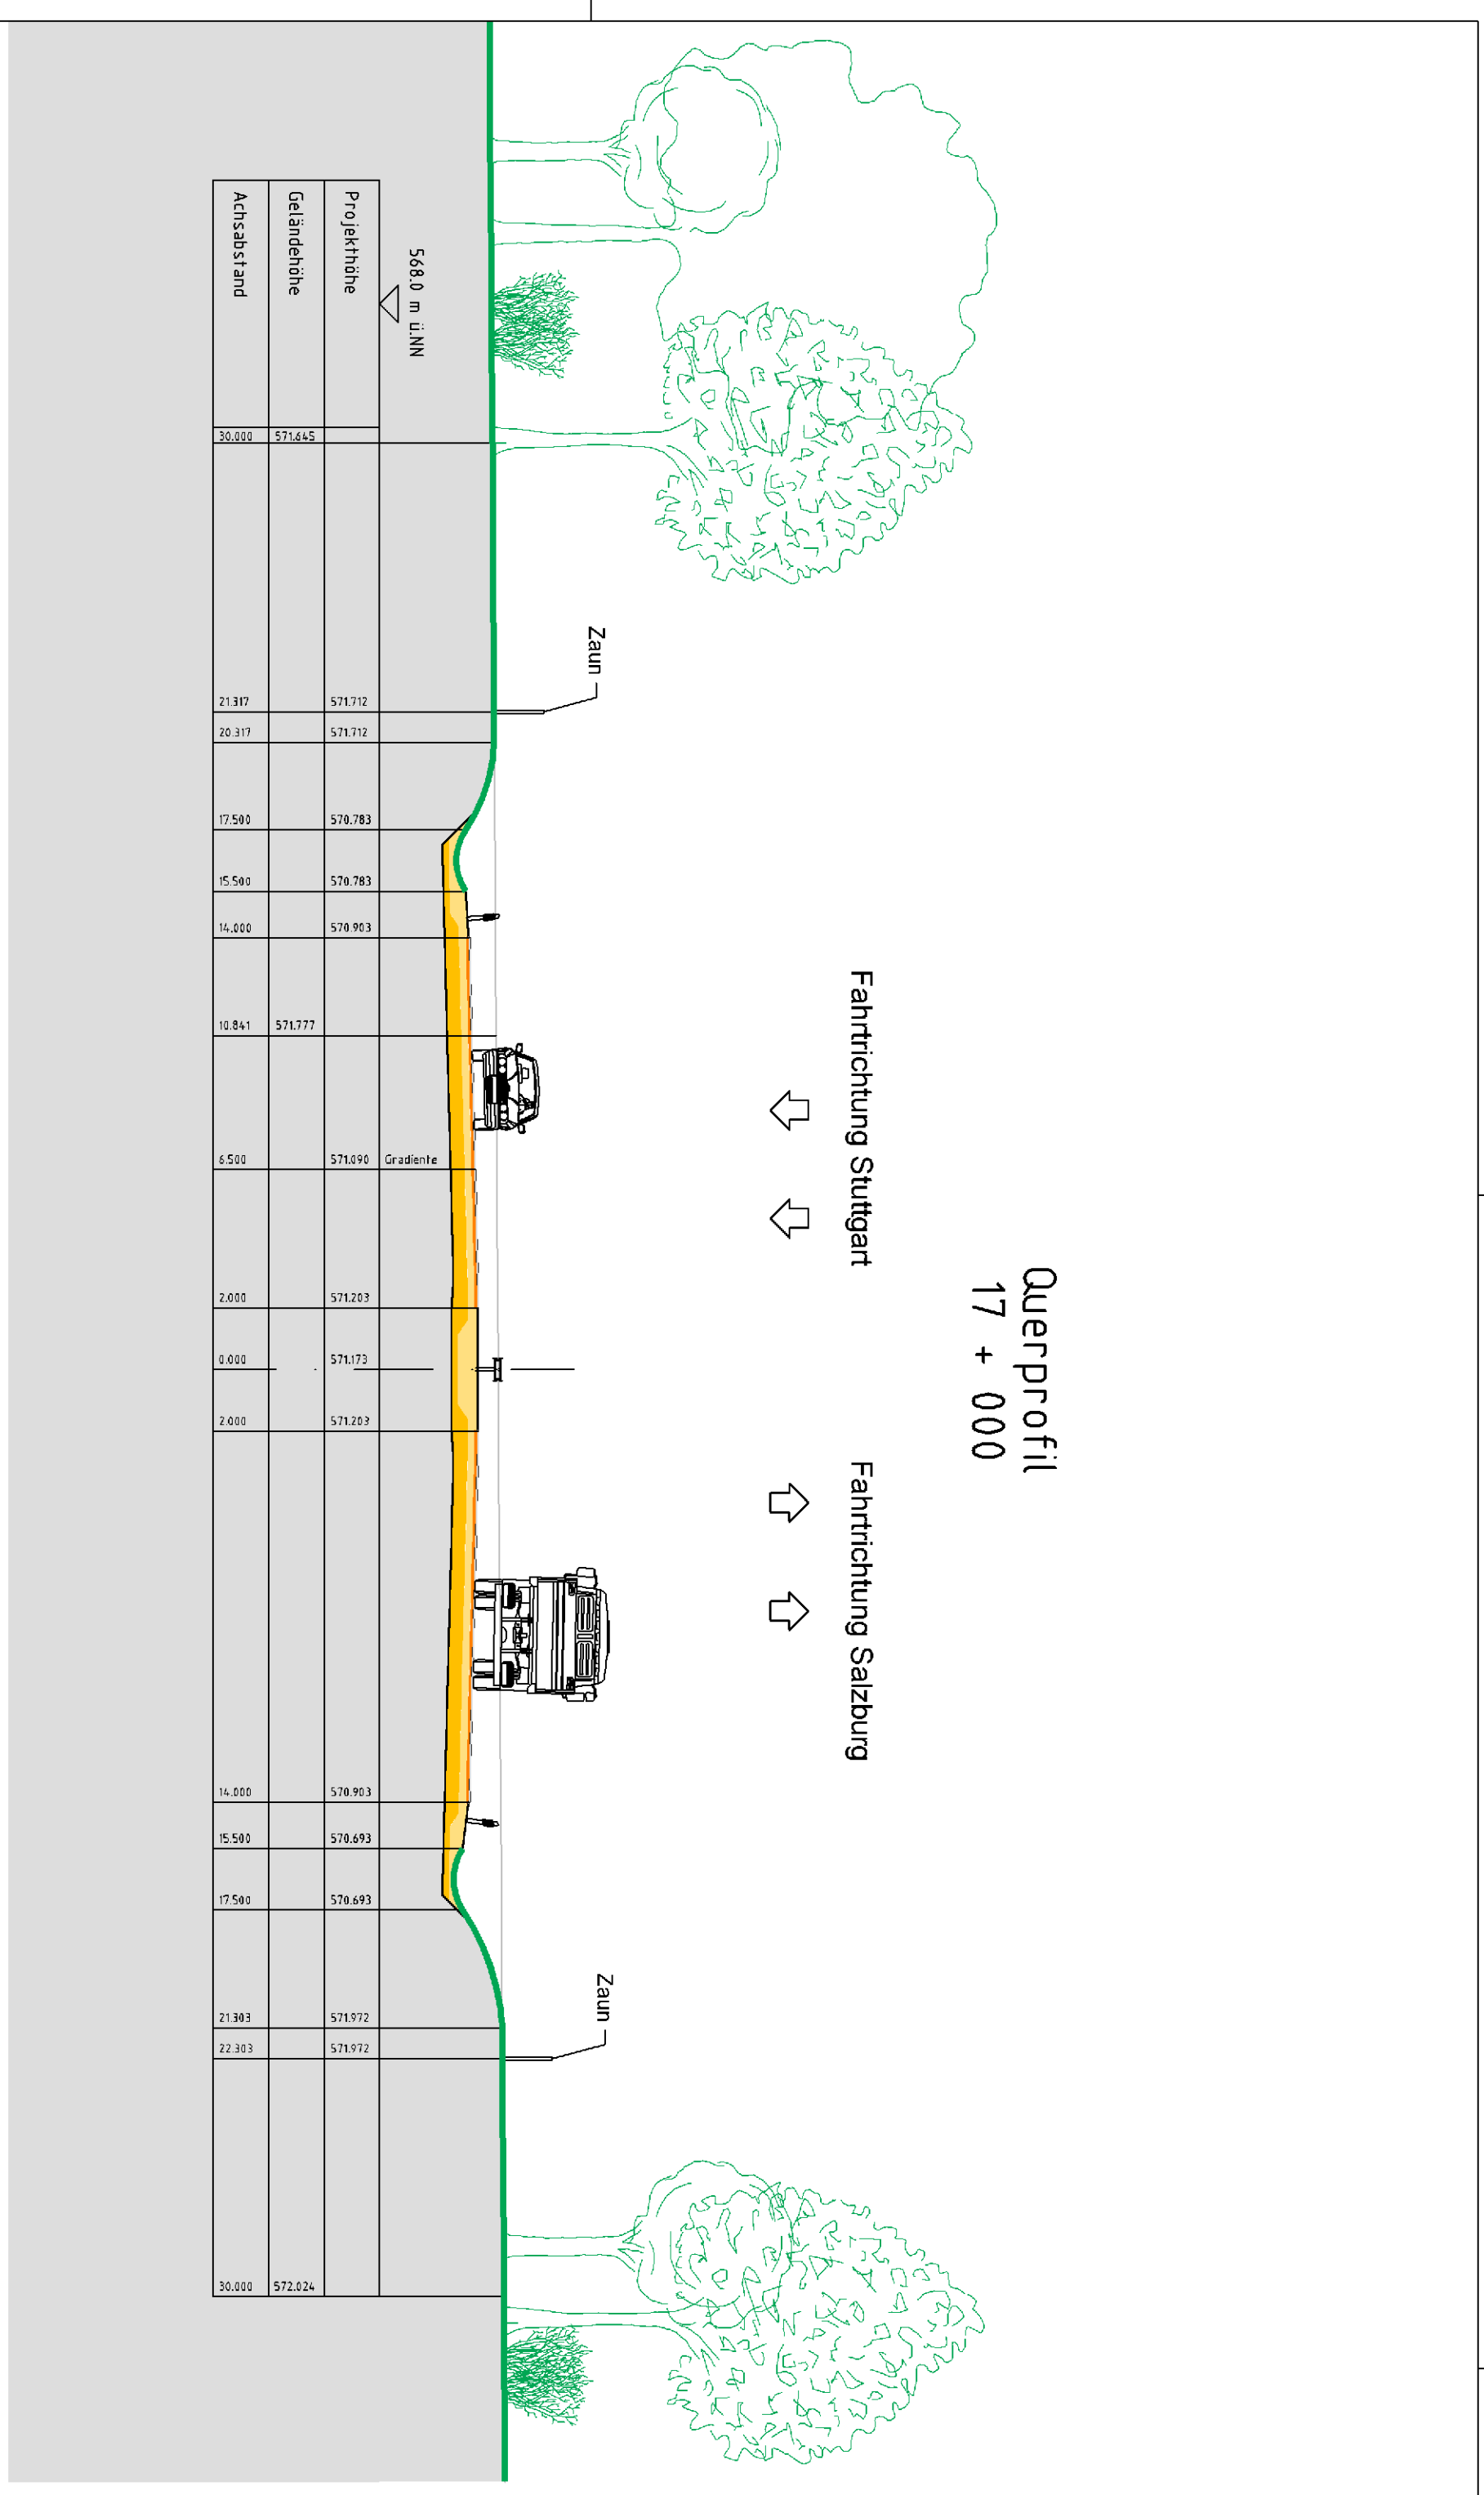 Querprofil
17 + 000
Fahrtrichtung Stuttgart
Fahrtrichtung Salzburg
Zaun
Zaun
568.0 m ü.NN
Gradiente
Projekthöhe 571.712 571.712 570.783 570.783 570.903 571.090 571.203 571.173 571.203 570.903 570.693 570.693 571.972 571.972
Geländehöhe 571.645 571.777 572.024
Achsabstand 30.000 21.317 20.317 17.500 15.500 14.000 10.841 6.500 2.000 0.000 2.000 14.000 15.500 17.500 21.303 22.303 30.000